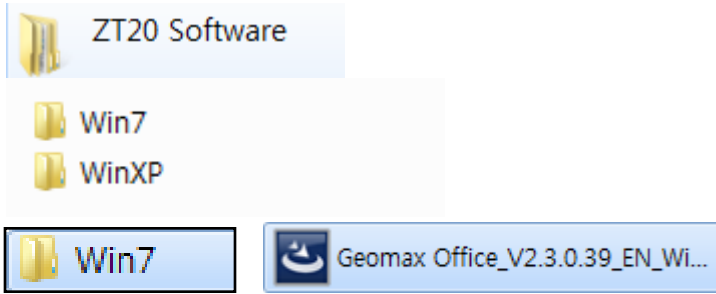 ZT20 Software
Win7
WinXP
Win7
Geomax Office_V2.3.0.39_EN_Wi...